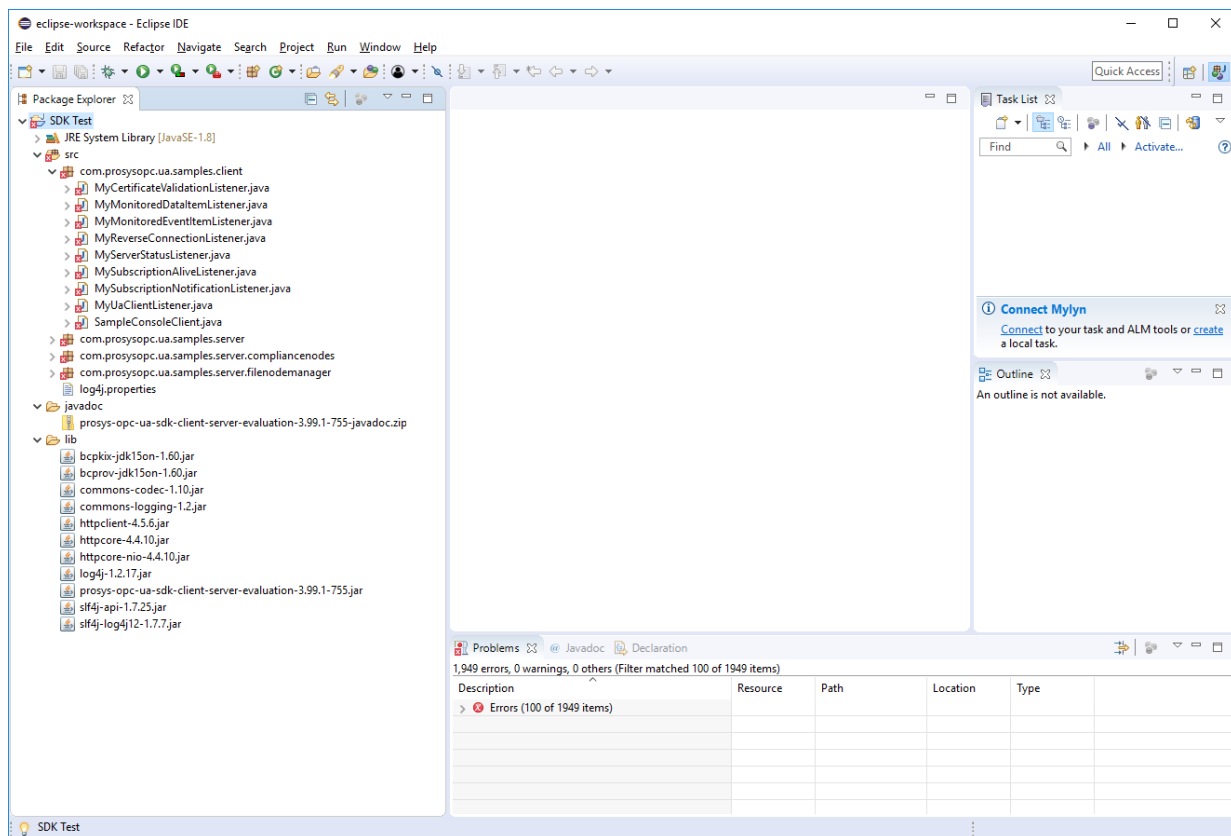 eclipse-workspace - Eclipse IDE
File Edit Source Refactor Navigate Search Project Run Window Help
Quick Access
Package Explorer
SDK Test
JRE System Library [JavaSE-1.8]
src
com.prosysopc.ua.samples.client
MyCertificateValidationListener.java
MyMonitoredDataItemListener.java
MyMonitoredEventItemListener.java
MyReverseConnectionListener.java
MyServerStatusListener.java
MySubscriptionAliveListener.java
MySubscriptionNotificationListener.java
MyUaClientListener.java
SampleConsoleClient.java
com.prosysopc.ua.samples.server
com.prosysopc.ua.samples.server.compliancenodes
com.prosysopc.ua.samples.server.filenodemanager
log4j.properties
javadoc
prosys-opc-ua-sdk-client-server-evaluation-3.99.1-755-javadoc.zip
lib
bcpkix-jdk15on-1.60.jar
bcprov-jdk15on-1.60.jar
commons-codec-1.10.jar
commons-logging-1.2.jar
httpclient-4.5.6.jar
httpcore-4.4.10.jar
httpcore-nio-4.4.10.jar
log4j-1.2.17.jar
prosys-opc-ua-sdk-client-server-evaluation-3.99.1-755.jar
slf4j-api-1.7.25.jar
slf4j-log4j12-1.7.7.jar
Task List
Find All Activate...
Connect Mylyn
Connect to your task and ALM tools or create
a local task.
Outline
An outline is not available.
Problems @ Javadoc Declaration
1,949 errors, 0 warnings, 0 others (Filter matched 100 of 1949 items)
Description Resource Path Location Type
Errors (100 of 1949 items)
SDK Test